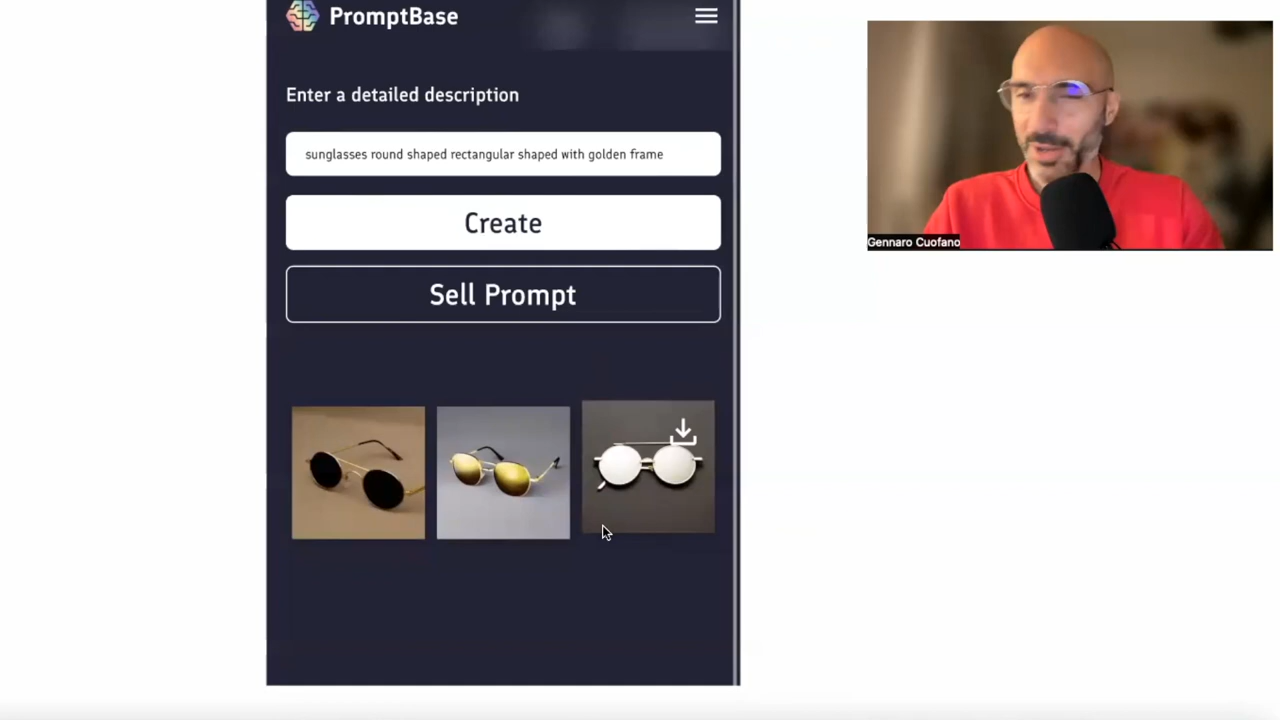 PromptBase
Enter a detailed description
sunglasses round shaped rectangular shaped with golden frame
Create
Sell Prompt
Gennaro Cuofano